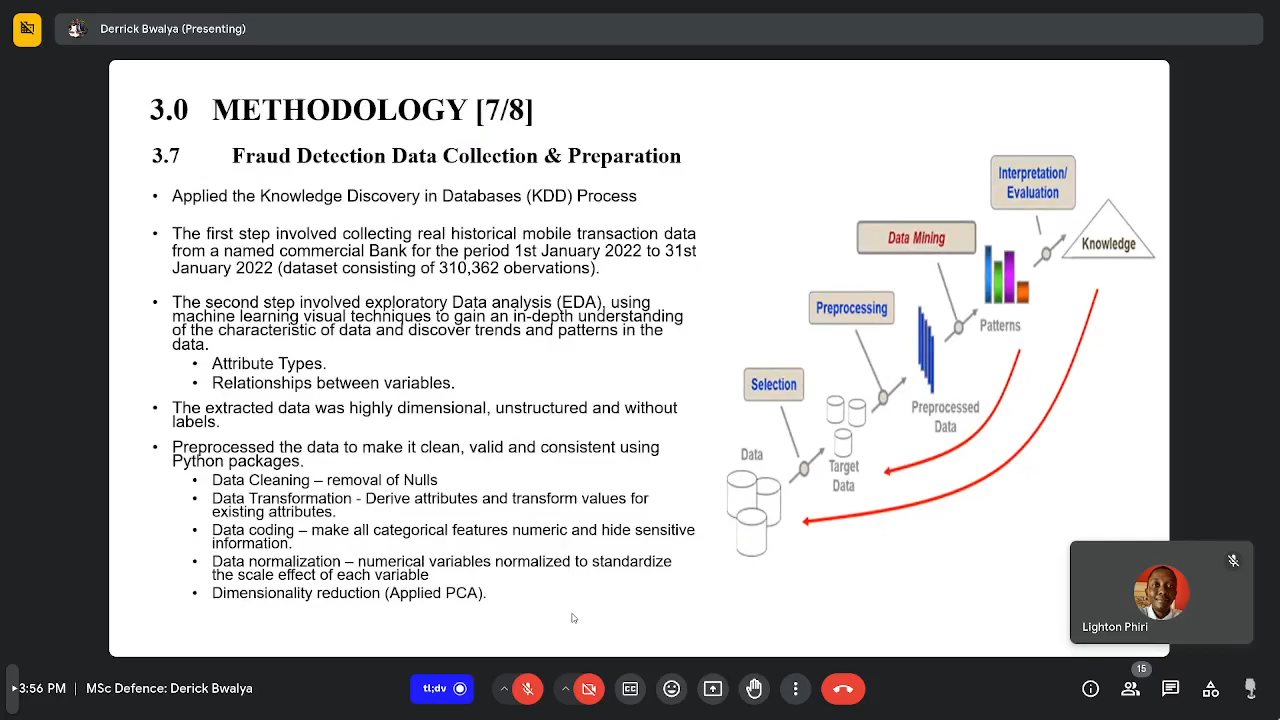 Derrick Bwalya (Presenting)
3.0 METHODOLOGY [7/8]
3.7 Fraud Detection Data Collection & Preparation
• Applied the Knowledge Discovery in Databases (KDD) Process
• The first step involved collecting real historical mobile transaction data
from a named commercial Bank for the period 1st January 2022 to 31st
January 2022 (dataset consisting of 310,362 obervations).
• The second step involved exploratory Data analysis (EDA), using
machine learning visual techniques to gain an in-depth understanding
of the characteristic of data and discover trends and patterns in the
data.
• Attribute Types.
• Relationships between variables.
• The extracted data was highly dimensional, unstructured and without
labels.
• Preprocessed the data to make it clean, valid and consistent using
Python packages.
• Data Cleaning – removal of Nulls
• Data Transformation - Derive attributes and transform values for
existing attributes.
• Data coding – make all categorical features numeric and hide sensitive
information.
• Data normalization – numerical variables normalized to standardize
the scale effect of each variable
• Dimensionality reduction (Applied PCA).
Interpretation/
Evaluation
Knowledge
Data Mining
Patterns
Preprocessing
Preprocessed
Data
Selection
Target
Data
Data
Lighton Phiri
3:56 PM | MSc Defence: Derick Bwalya
tl;dv
CC
15